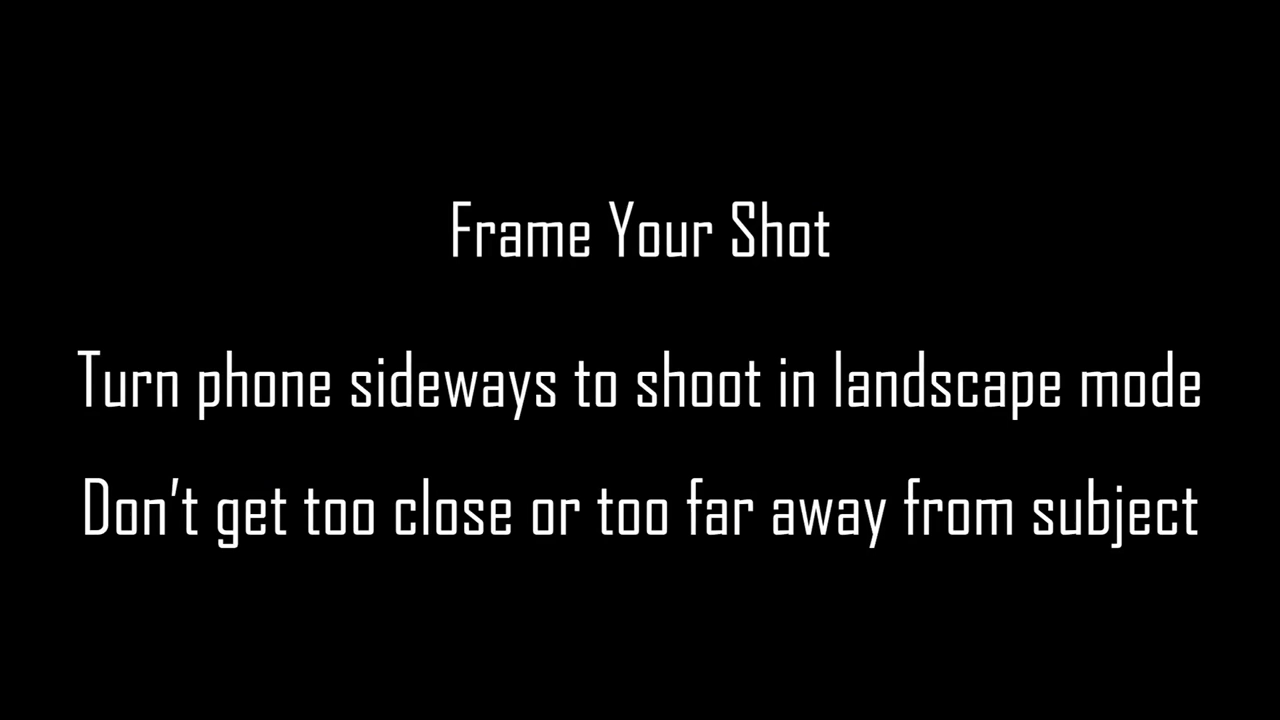 Frame Your Shot
Turn phone sideways to shoot in landscape mode
Don’t get too close or too far away from subject